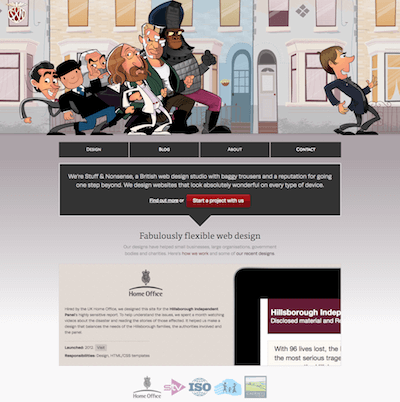 DESIGN
BLOG
ABOUT
CONTACT
We're Stuff & Nonsense, a British web design studio with baggy trousers and a reputation for going
one step beyond. We design websites that look absolutely wonderful on every type of device.
Find out more or Start a project with us
Fabulously flexible web design
Our designs have helped small businesses, large organisations, government
bodies and charities. Here's how we work and some of our recent designs.
Home Office
Hired by the UK Home Office, we designed this site for the Hillsborough Independent
Panel's highly sensitive report. To help understand the issues, we spent a month watching
videos about the disaster and reading the stories of those affected. It helped us make a
design that balances the needs of the Hillsborough families, the authorities involved and
the panel.
Launched: 2012
Responsibilities: Design, HTML/CSS templates
Hillsborough Indep
Disclosed material and R
With 96 lives lost, the
the most serious trage
Home Office
stv
ISO